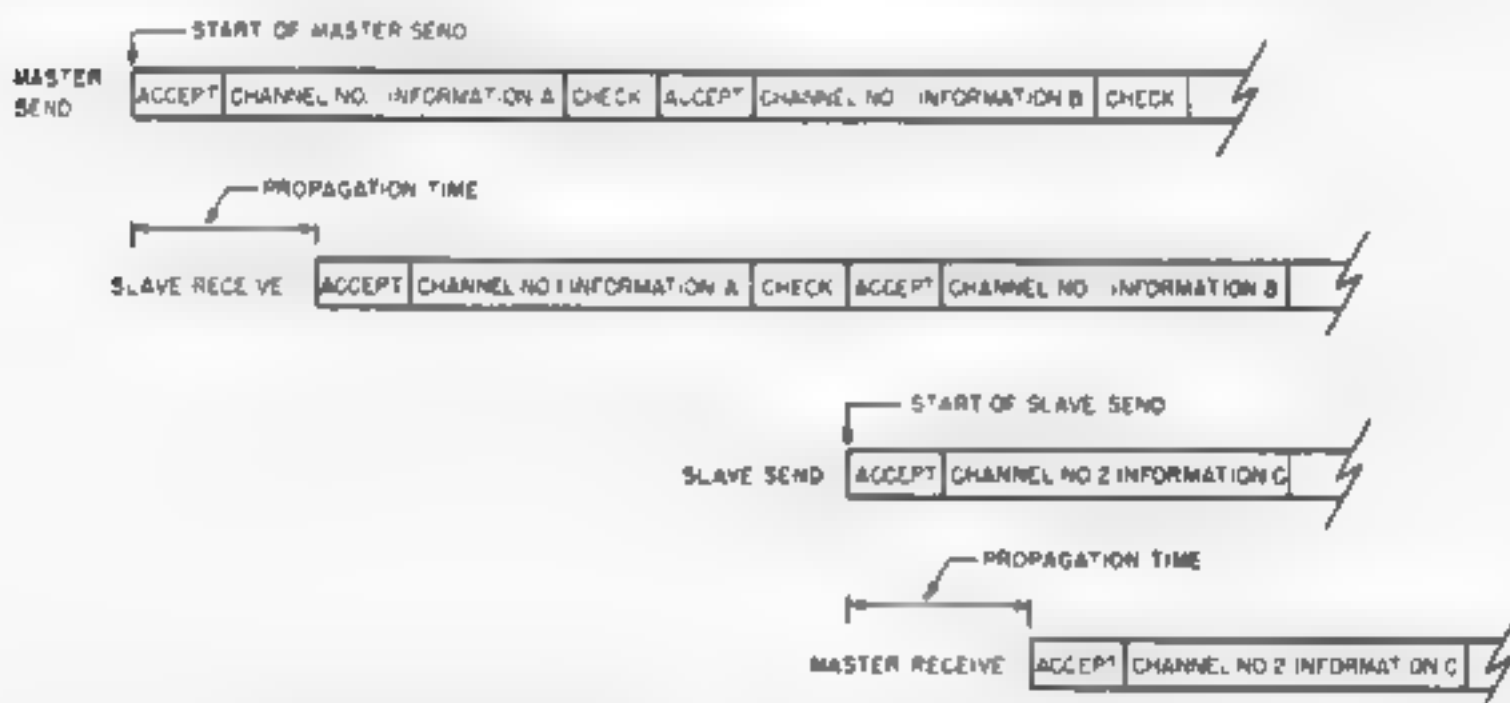 START OF MASTER SEND
MASTER SEND
ACCEPT CHANNEL NO. INFORMATION A CHECK ACCEPT CHANNEL NO INFORMATION B CHECK
PROPAGATION TIME
SLAVE RECEIVE
ACCEPT CHANNEL NO 1 INFORMATION A CHECK ACCEPT CHANNEL NO INFORMATION B
START OF SLAVE SEND
SLAVE SEND
ACCEPT CHANNEL NO 2 INFORMATION C
PROPAGATION TIME
MASTER RECEIVE
ACCEPT CHANNEL NO 2 INFORMATION C